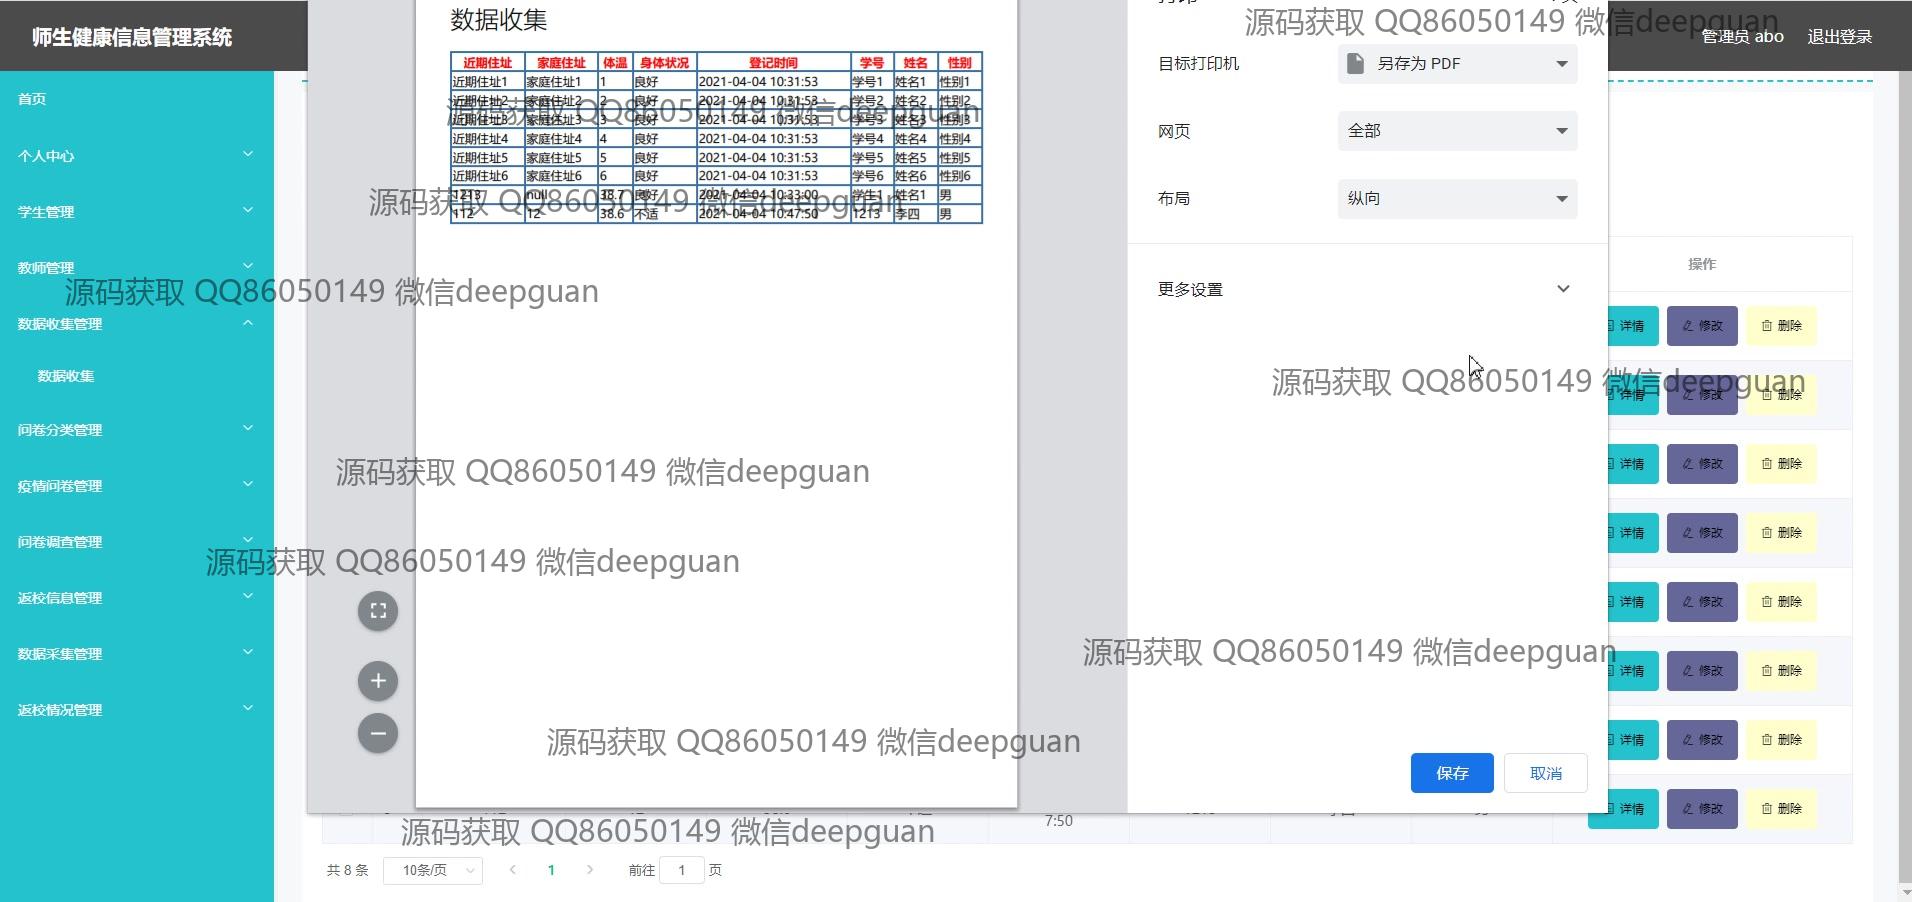 师生健康信息管理系统
管理员 abo
退出登录
首页
个人中心
学生管理
教师管理
数据收集管理
数据收集
问卷分类管理
疫情问卷管理
问卷调查管理
返校信息管理
数据采集管理
返校情况管理
数据收集
近期住址 家庭住址 体温 身体状况 登记时间 学号 姓名 性别
近期住址1 家庭住址1 1 良好 2021-04-04 10:31:53 学号1 姓名1 性别1
近期住址2 家庭住址2 2 良好 2021-04-04 10:31:53 学号2 姓名2 性别2
近期住址3 家庭住址3 3 良好 2021-04-04 10:31:53 学号3 姓名3 性别3
近期住址4 家庭住址4 4 良好 2021-04-04 10:31:53 学号4 姓名4 性别4
近期住址5 家庭住址5 5 良好 2021-04-04 10:31:53 学号5 姓名5 性别5
近期住址6 家庭住址6 6 良好 2021-04-04 10:31:53 学号6 姓名6 性别6
1213 null 38.7 良好 2021-04-04 10:33:00 学生1 姓名1 男
112 12 38.6 不适 2021-04-04 10:47:50 1213 李四 男
目标打印机 另存为 PDF
网页 全部
布局 纵向
更多设置
保存 取消
操作
详情 修改 删除
详情 修改 删除
详情 修改 删除
详情 修改 删除
详情 修改 删除
详情 修改 删除
详情 修改 删除
7:50
详情 修改 删除
共 8 条 10条/页 1 前往 1 页
源码获取 QQ86050149 微信deepguan
源码获取 QQ86050149 微信deepguan
源码获取 QQ86050149 微信deepguan
源码获取 QQ86050149 微信deepguan
源码获取 QQ86050149 微信deepguan
源码获取 QQ86050149 微信deepguan
源码获取 QQ86050149 微信deepguan
源码获取 QQ86050149 微信deepguan
源码获取 QQ86050149 微信deepguan
源码获取 QQ86050149 微信deepguan